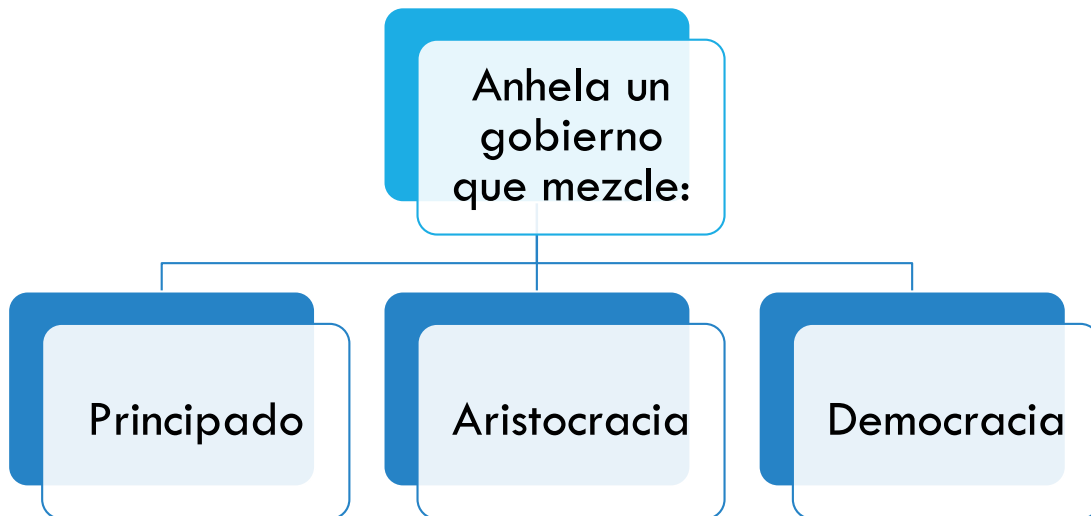 Anhela un
gobierno
que mezcle:
Principado
Aristocracia
Democracia